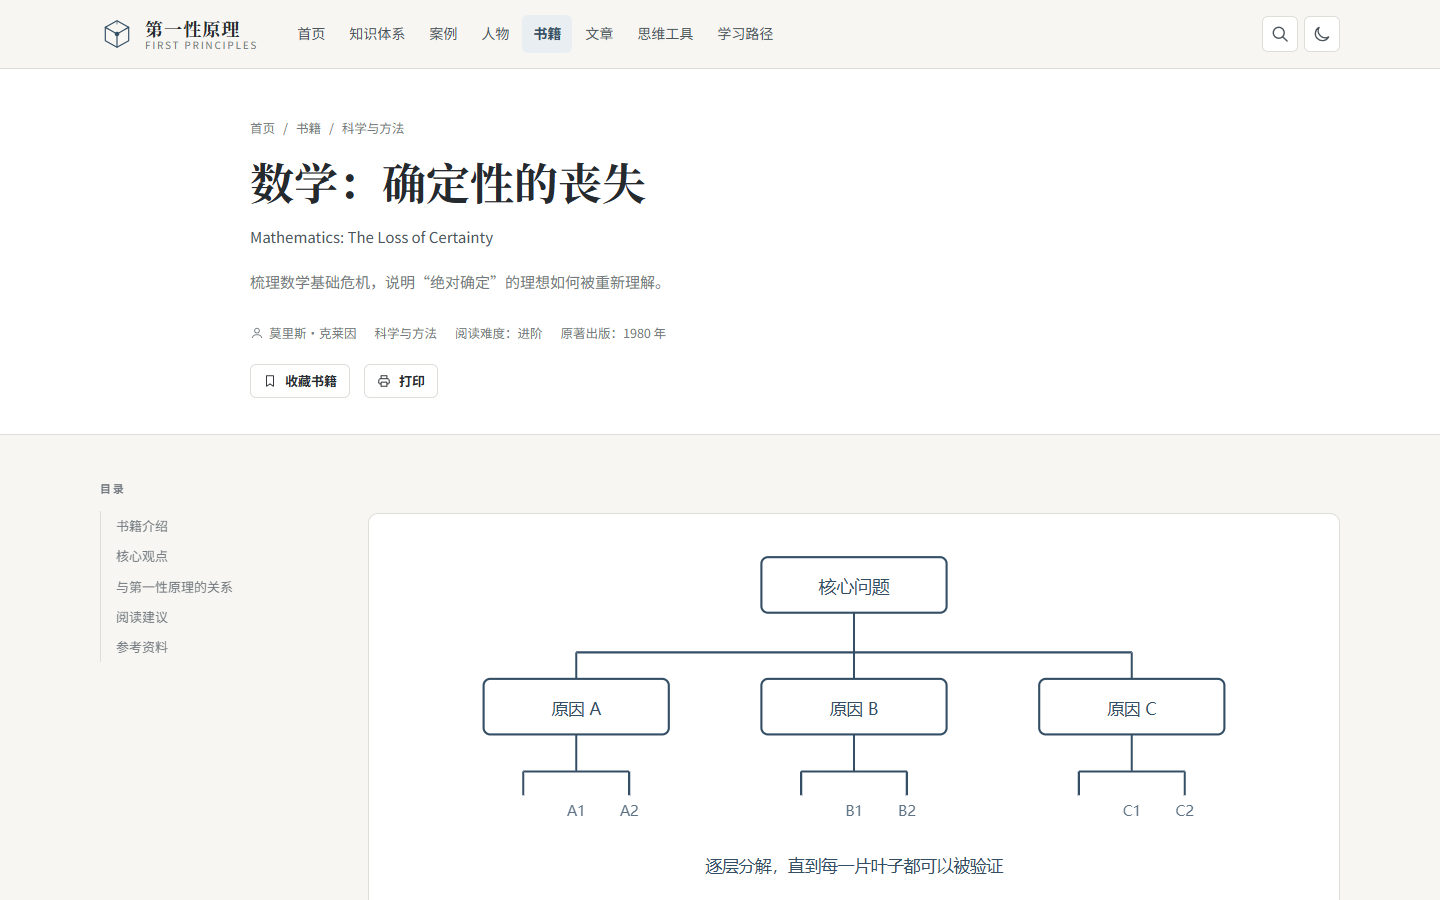 第一性原理
FIRST PRINCIPLES
首页 知识体系 案例 人物 书籍 文章 思维工具 学习路径
首页 / 书籍 / 科学与方法
数学：确定性的丧失
Mathematics: The Loss of Certainty
梳理数学基础危机，说明“绝对确定”的理想如何被重新理解。
莫里斯·克莱因 科学与方法 阅读难度：进阶 原著出版：1980 年
收藏书籍 打印
目录
书籍介绍
核心观点
与第一性原理的关系
阅读建议
参考资料
核心问题
原因 A 原因 B 原因 C
A1 A2 B1 B2 C1 C2
逐层分解，直到每一片叶子都可以被验证